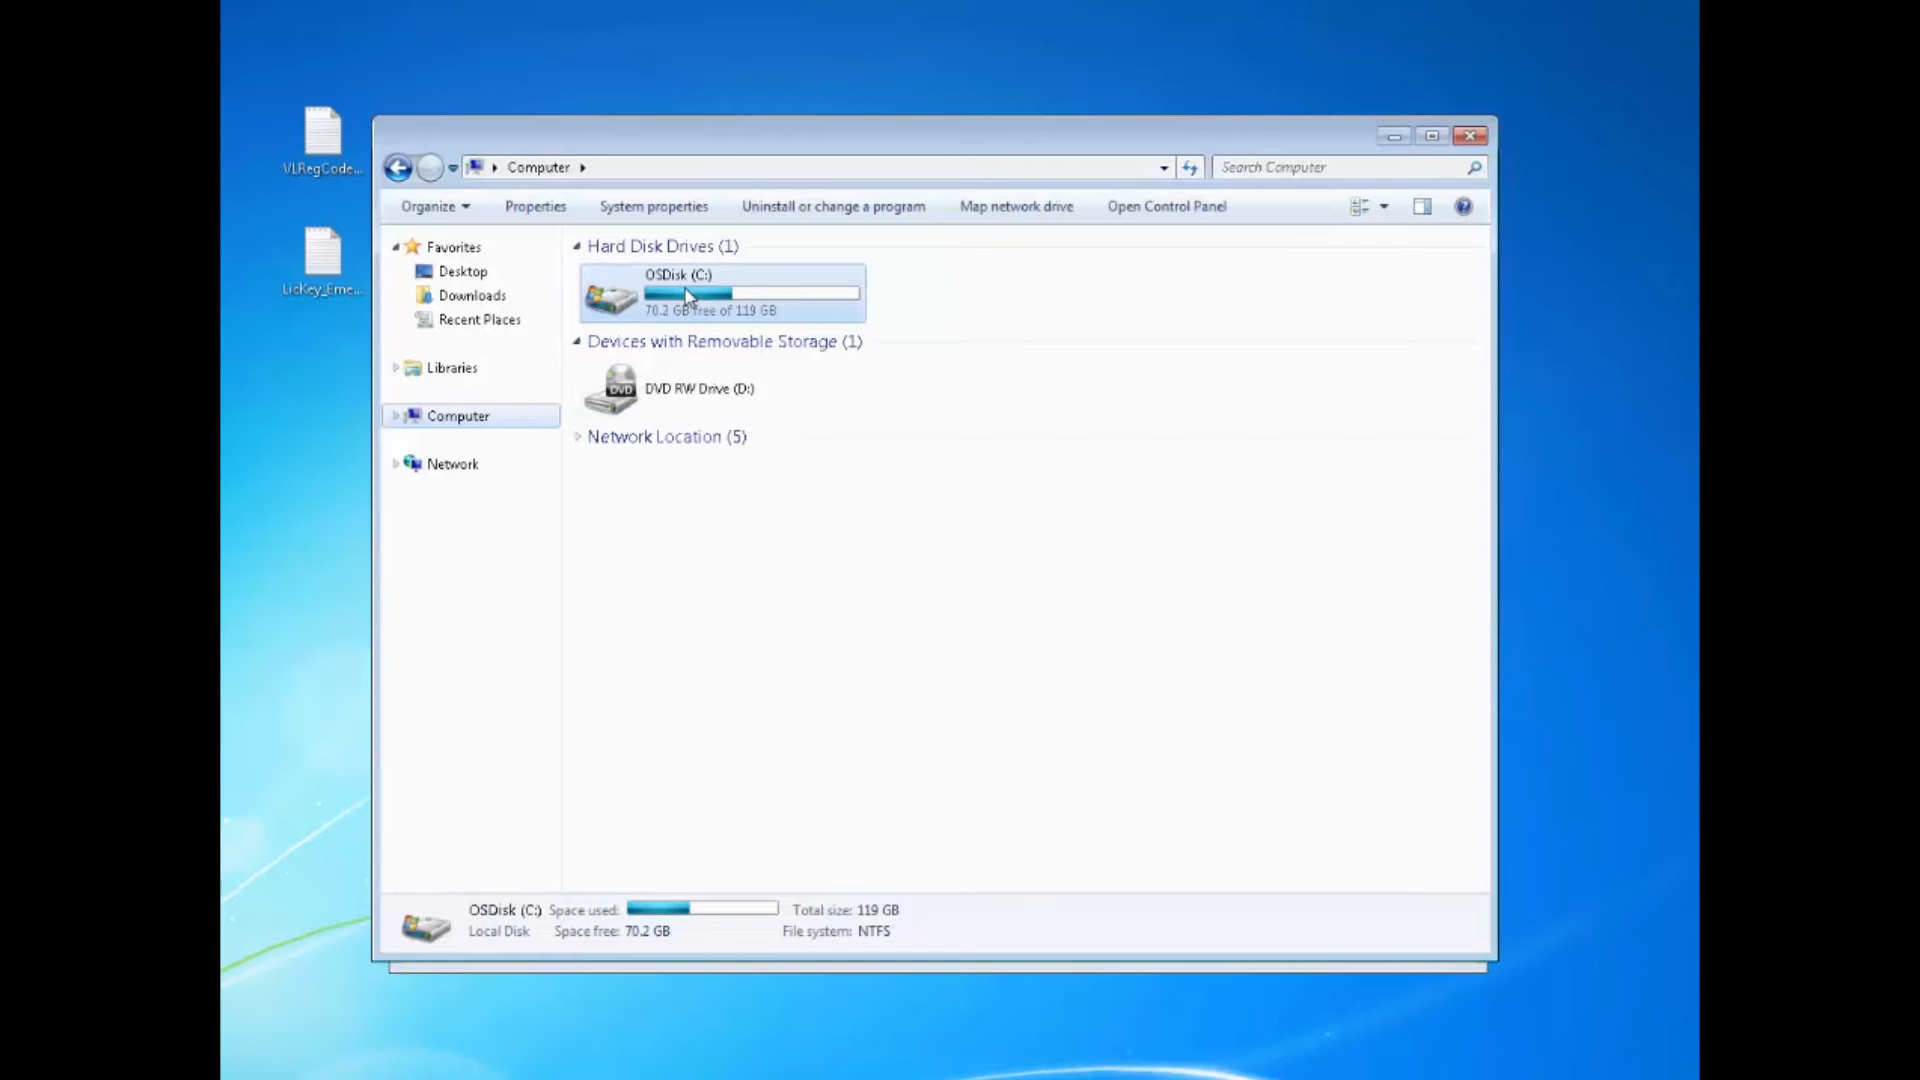 VLRegCode...
LicKey_Eme...
Computer
Search Computer
Organize
Properties
System properties
Uninstall or change a program
Map network drive
Open Control Panel
Favorites
Desktop
Downloads
Recent Places
Libraries
Computer
Network
Hard Disk Drives (1)
OSDisk (C:)
70.2 GB free of 119 GB
Devices with Removable Storage (1)
DVD
DVD RW Drive (D:)
Network Location (5)
OSDisk (C:) Space used: Total size: 119 GB
Local Disk Space free: 70.2 GB File system: NTFS